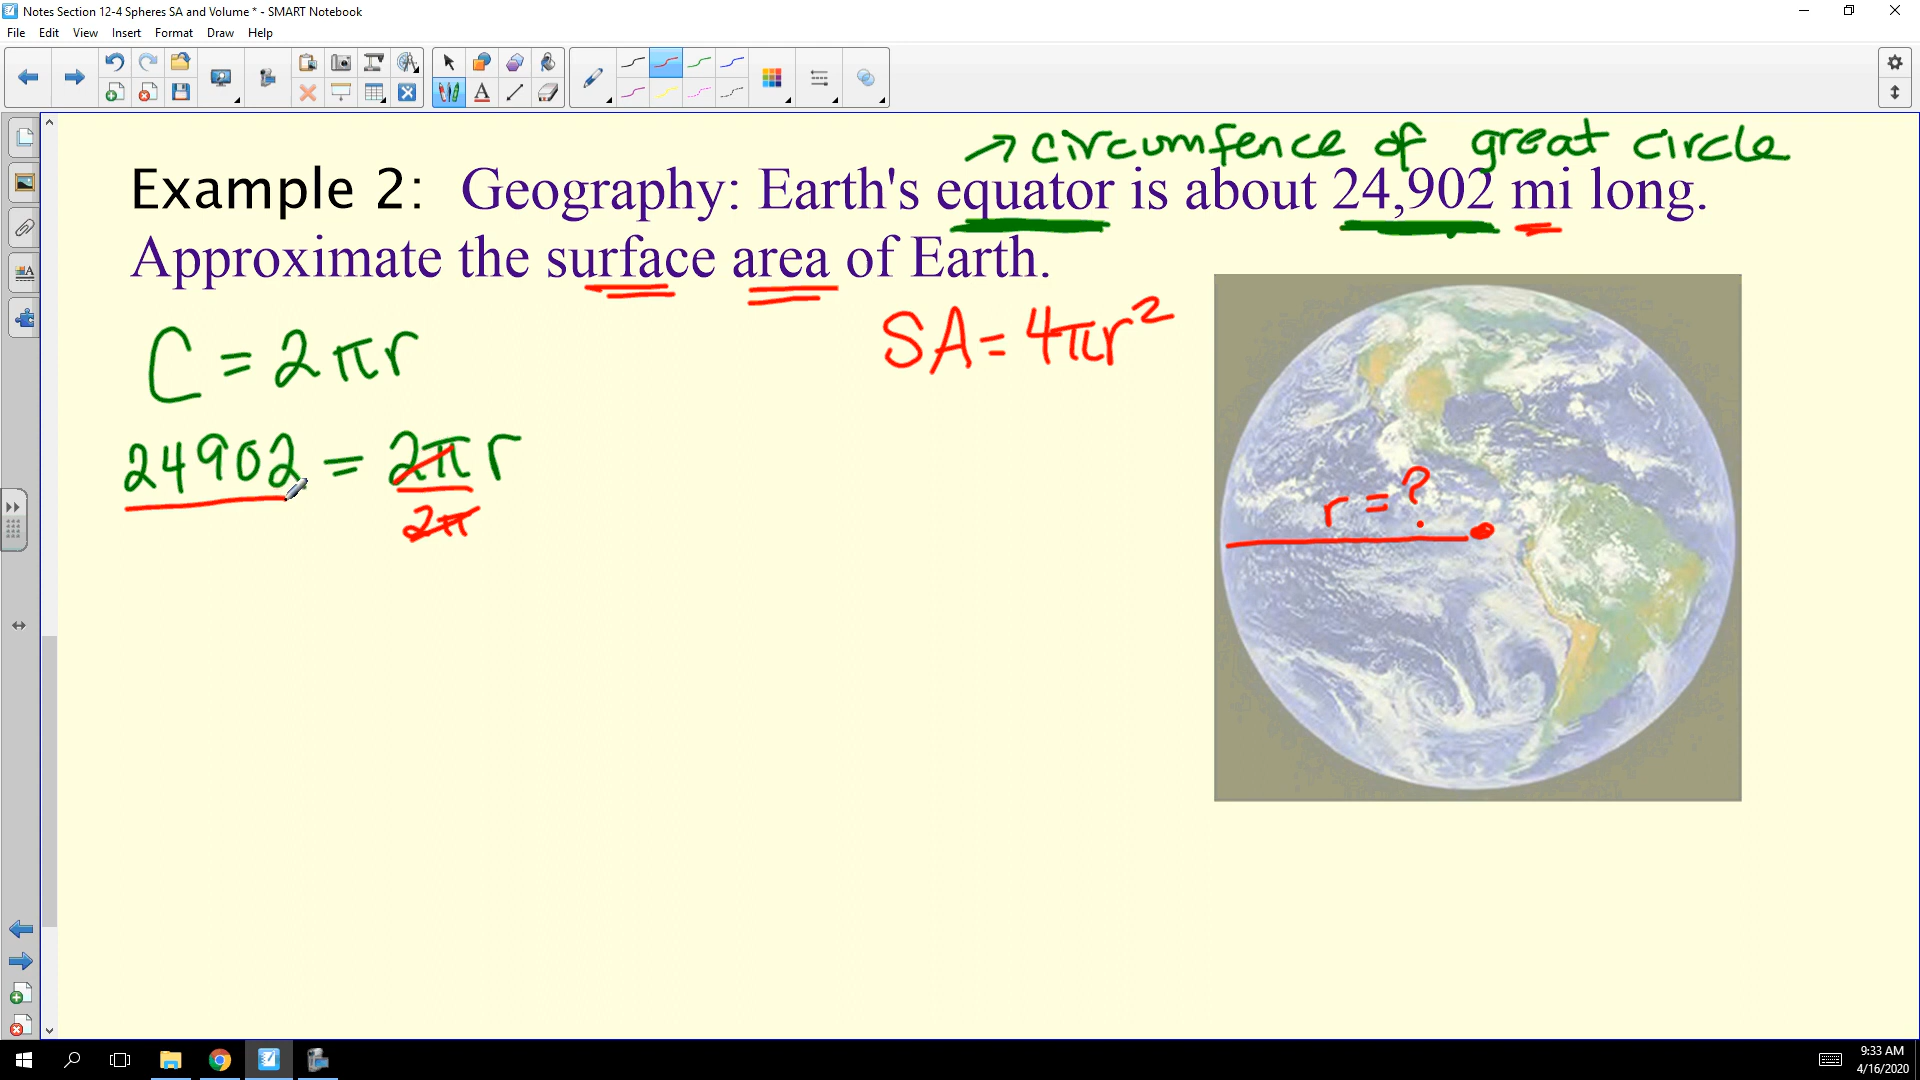 Notes Section 12-4 Spheres SA and Volume * - SMART Notebook
File Edit View Insert Format Draw Help
→ circumfence of great circle
Example 2: Geography: Earth's equator is about 24,902 mi long.
Approximate the surface area of Earth.
SA = 4πr²
C = 2πr
24902 = 2πr
2π
r = ?
9:33 AM
4/16/2020